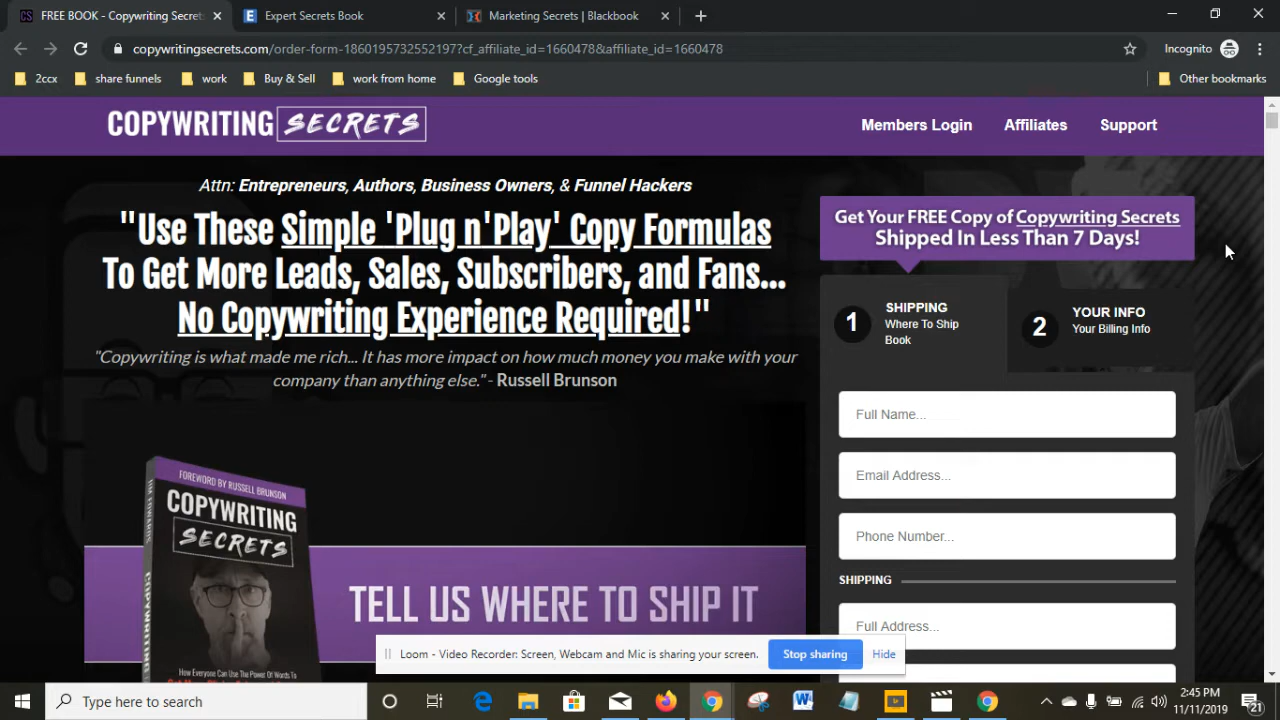 FREE BOOK - Copywriting Secrets
Expert Secrets Book
Marketing Secrets | Blackbook
copywritingsecrets.com/order-form-1860195732552197?cf_affiliate_id=1660478&affiliate_id=1660478
Incognito
2ccx
share funnels
work
Buy & Sell
work from home
Google tools
Other bookmarks
COPYWRITING SECRETS
Members Login
Affiliates
Support
Attn: Entrepreneurs, Authors, Business Owners, & Funnel Hackers
"Use These Simple 'Plug n'Play' Copy Formulas
To Get More Leads, Sales, Subscribers, and Fans...
No Copywriting Experience Required!"
"Copywriting is what made me rich... It has more impact on how much money you make with your
company than anything else." - Russell Brunson
FOREWORD BY RUSSELL BRUNSON
COPYWRITING
SECRETS
How Everyone Can Use The Power Of Words To
TELL US WHERE TO SHIP IT
Get Your FREE Copy of Copywriting Secrets
Shipped In Less Than 7 Days!
1
SHIPPING
Where To Ship
Book
2
YOUR INFO
Your Billing Info
Full Name...
Email Address...
Phone Number...
SHIPPING
Full Address...
Loom - Video Recorder: Screen, Webcam and Mic is sharing your screen.
Stop sharing
Hide
Type here to search
2:45 PM
11/11/2019
21